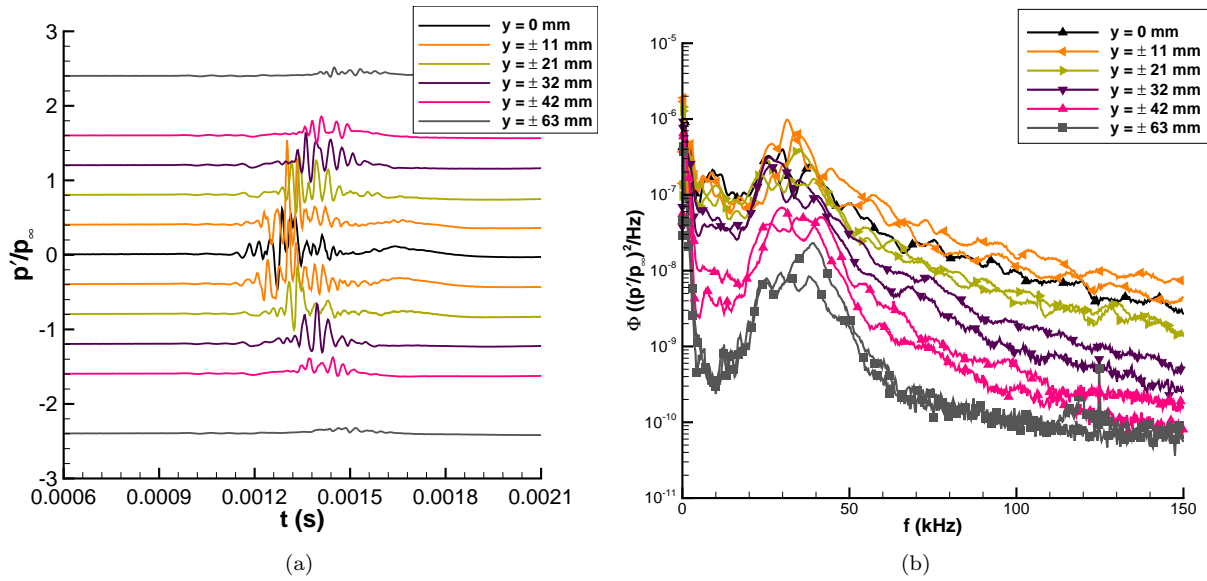 y = 0 mm
y = ± 11 mm
y = ± 21 mm
y = ± 32 mm
y = ± 42 mm
y = ± 63 mm
3
2
1
0
-1
-2
-3
p′/p∞
0.0006 0.0009 0.0012 0.0015 0.0018 0.0021
t (s)
(a)
y = 0 mm
y = ± 11 mm
y = ± 21 mm
y = ± 32 mm
y = ± 42 mm
y = ± 63 mm
10⁻⁵
10⁻⁶
10⁻⁷
10⁻⁸
10⁻⁹
10⁻¹⁰
10⁻¹¹
Φ ((p′/p∞)²/Hz)
0 50 100 150
f (kHz)
(b)